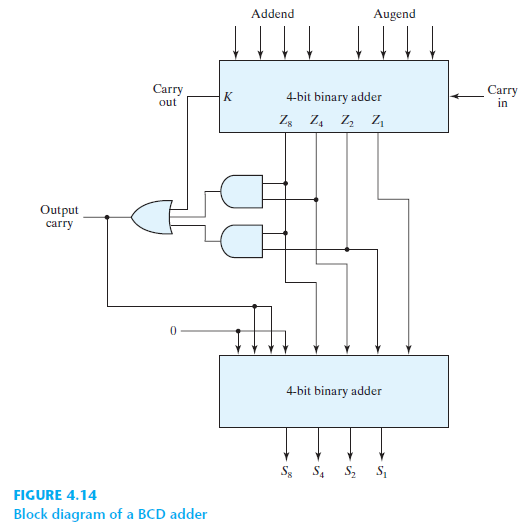 Addend
Augend
Carry
out
K
4-bit binary adder
Carry
in
Z8 Z4 Z2 Z1
Output
carry
0
4-bit binary adder
S8 S4 S2 S1
FIGURE 4.14
Block diagram of a BCD adder